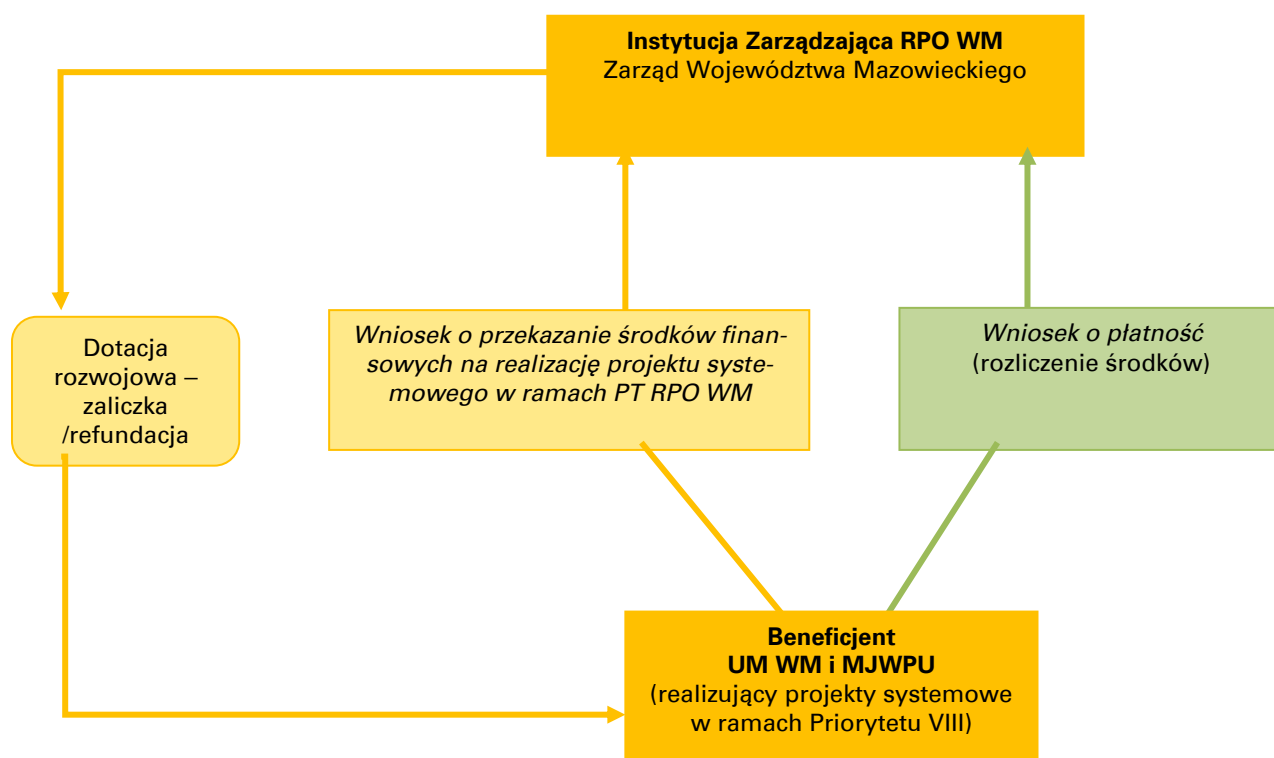 Instytucja Zarządzająca RPO WM
Zarząd Województwa Mazowieckiego
Dotacja
rozwojowa –
zaliczka
/refundacja
Wniosek o przekazanie środków finan-
sowych na realizację projektu syste-
mowego w ramach PT RPO WM
Wniosek o płatność
(rozliczenie środków)
Beneficjent
UM WM i MJWPU
(realizujący projekty systemowe
w ramach Priorytetu VIII)